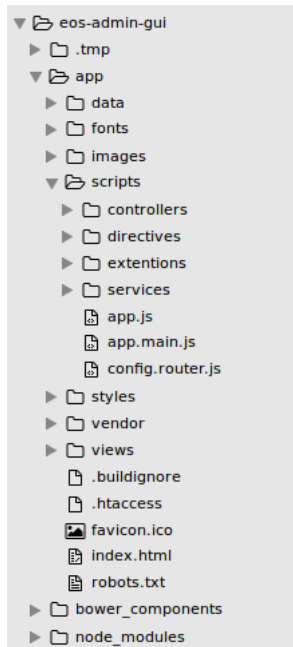 eos-admin-gui
.tmp
app
data
fonts
images
scripts
controllers
directives
extentions
services
app.js
app.main.js
config.router.js
styles
vendor
views
.buildignore
.htaccess
favicon.ico
index.html
robots.txt
bower_components
node_modules